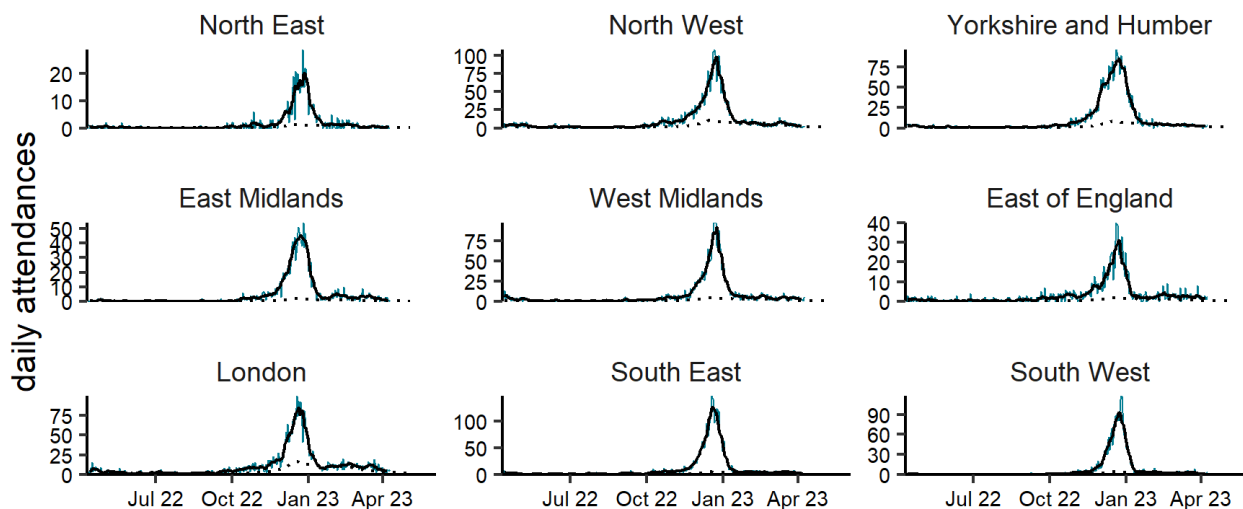 daily attendances
North East
20
10
0
North West
100
75
50
25
0
Yorkshire and Humber
75
50
25
0
East Midlands
50
40
30
20
10
0
West Midlands
75
50
25
0
East of England
40
30
20
10
0
London
75
50
25
0
Jul 22 Oct 22 Jan 23 Apr 23
South East
100
50
0
Jul 22 Oct 22 Jan 23 Apr 23
South West
90
60
30
0
Jul 22 Oct 22 Jan 23 Apr 23